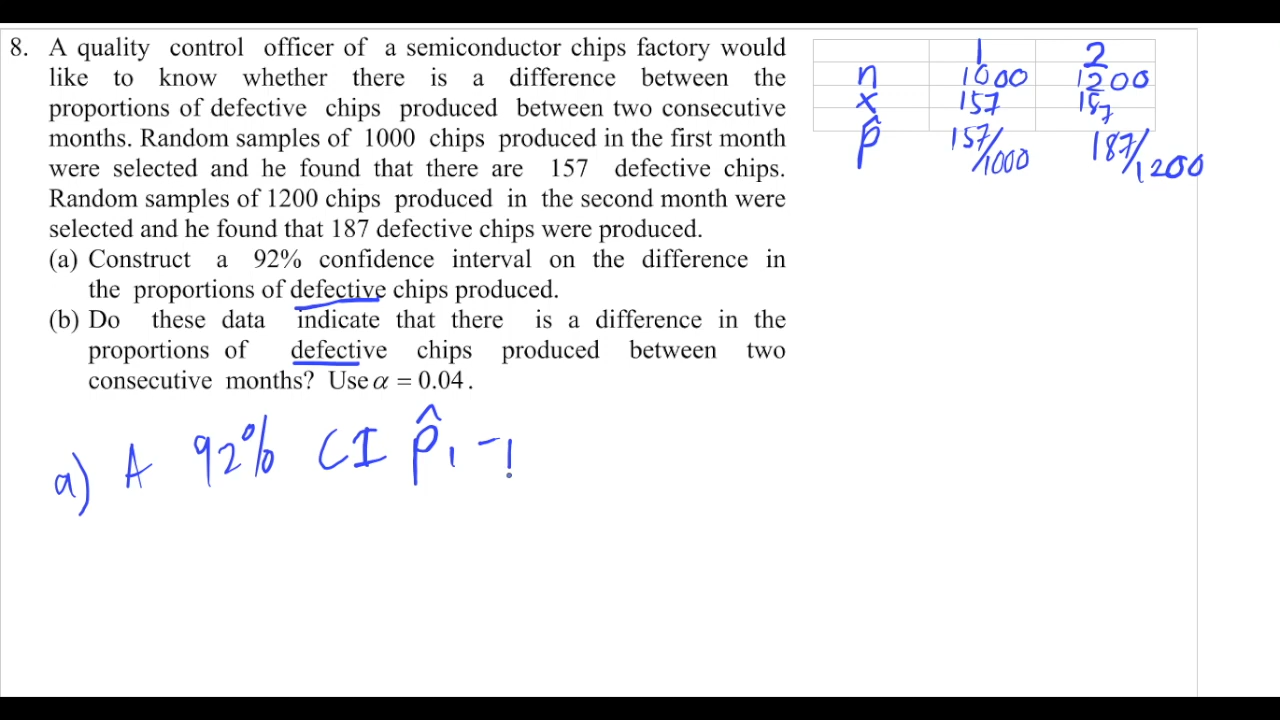 8. A quality control officer of a semiconductor chips factory would
like to know whether there is a difference between the
proportions of defective chips produced between two consecutive
months. Random samples of 1000 chips produced in the first month
were selected and he found that there are 157 defective chips.
Random samples of 1200 chips produced in the second month were
selected and he found that 187 defective chips were produced.
(a) Construct a 92% confidence interval on the difference in
the proportions of defective chips produced.
(b) Do these data indicate that there is a difference in the
proportions of defective chips produced between two
consecutive months? Use α = 0.04.
1 2
n 1000 1200
x 157 187
p̂ 157/1000 187/1200
a) A 92% CI p̂₁ -